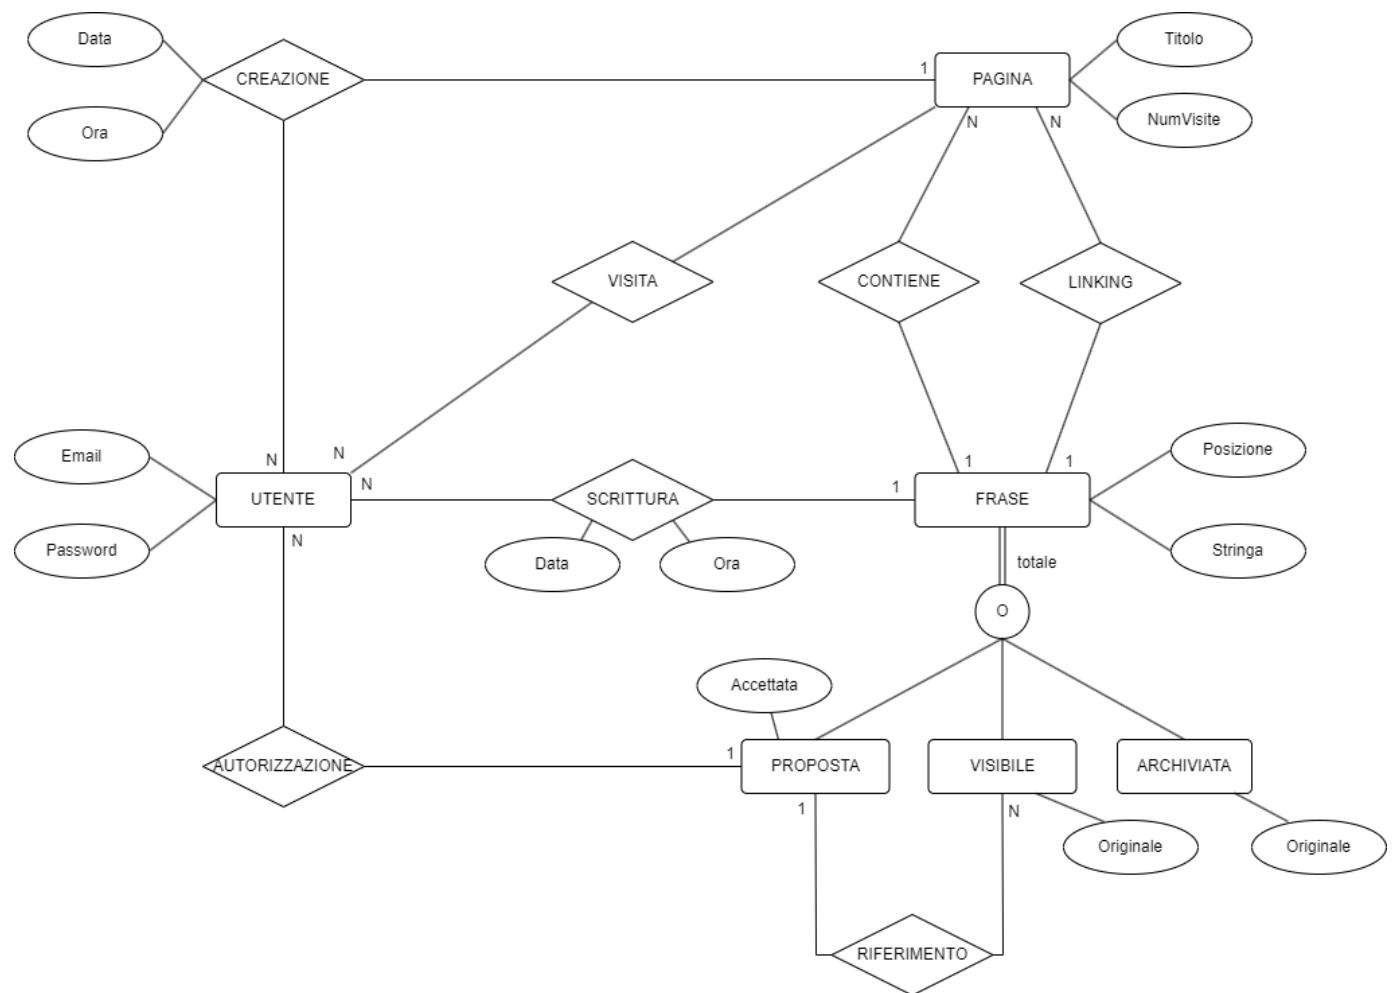 Data
Titolo
CREAZIONE
1
PAGINA
Ora
NumVisite
N
N
VISITA
CONTIENE
LINKING
N
N
1
1
Email
Posizione
N
1
UTENTE
SCRITTURA
FRASE
N
Password
Data
Ora
Stringa
totale
O
Accettata
1
AUTORIZZAZIONE
PROPOSTA
VISIBILE
ARCHIVIATA
1
N
Originale
Originale
RIFERIMENTO